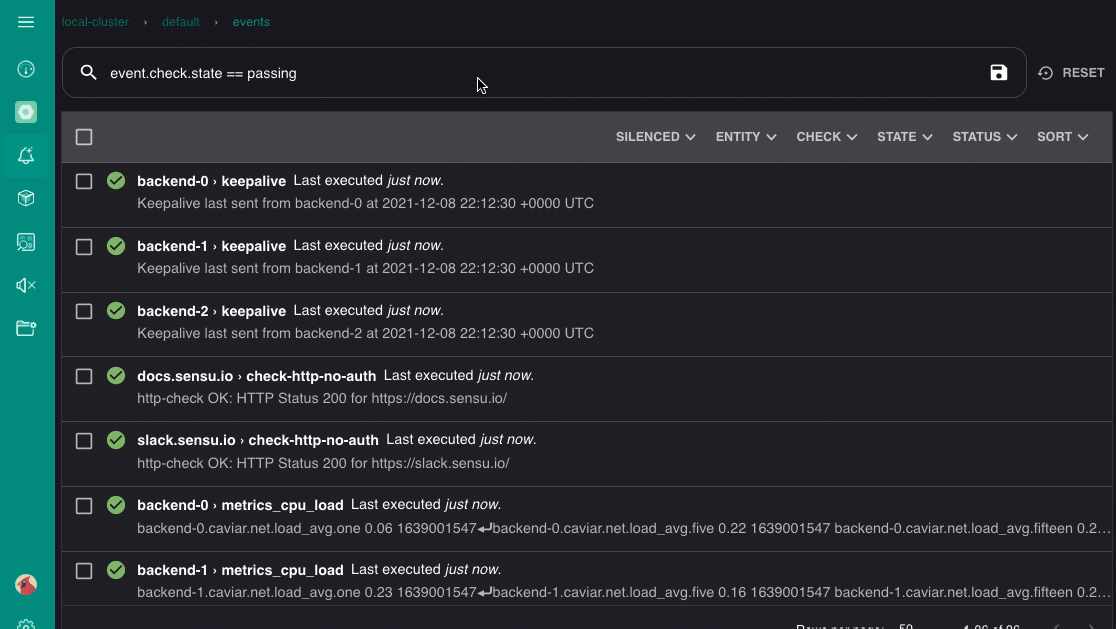 local-cluster › default › events
event.check.state == passing
RESET
SILENCED ENTITY CHECK STATE STATUS SORT
backend-0 › keepalive Last executed just now.
Keepalive last sent from backend-0 at 2021-12-08 22:12:30 +0000 UTC
backend-1 › keepalive Last executed just now.
Keepalive last sent from backend-1 at 2021-12-08 22:12:30 +0000 UTC
backend-2 › keepalive Last executed just now.
Keepalive last sent from backend-2 at 2021-12-08 22:12:30 +0000 UTC
docs.sensu.io › check-http-no-auth Last executed just now.
http-check OK: HTTP Status 200 for https://docs.sensu.io/
slack.sensu.io › check-http-no-auth Last executed just now.
http-check OK: HTTP Status 200 for https://slack.sensu.io/
backend-0 › metrics_cpu_load Last executed just now.
backend-0.caviar.net.load_avg.one 0.06 1639001547↵backend-0.caviar.net.load_avg.five 0.22 1639001547 backend-0.caviar.net.load_avg.fifteen 0.2…
backend-1 › metrics_cpu_load Last executed just now.
backend-1.caviar.net.load_avg.one 0.23 1639001547↵backend-1.caviar.net.load_avg.five 0.16 1639001547 backend-1.caviar.net.load_avg.fifteen 0.2…